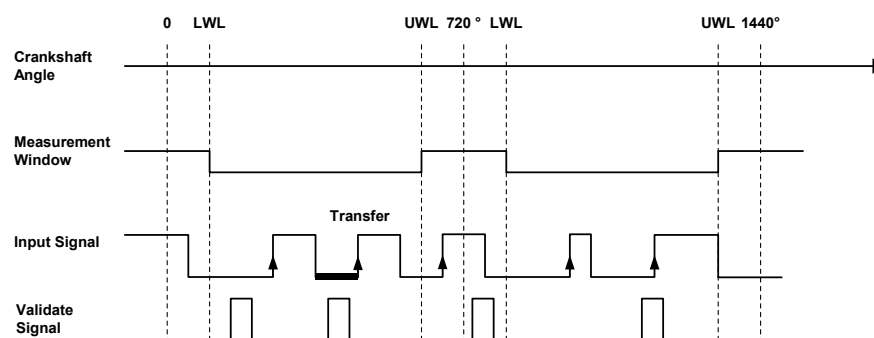 0 LWL UWL 720 ° LWL UWL 1440°
Crankshaft
Angle
Measurement
Window
Transfer
Input Signal
Validate
Signal